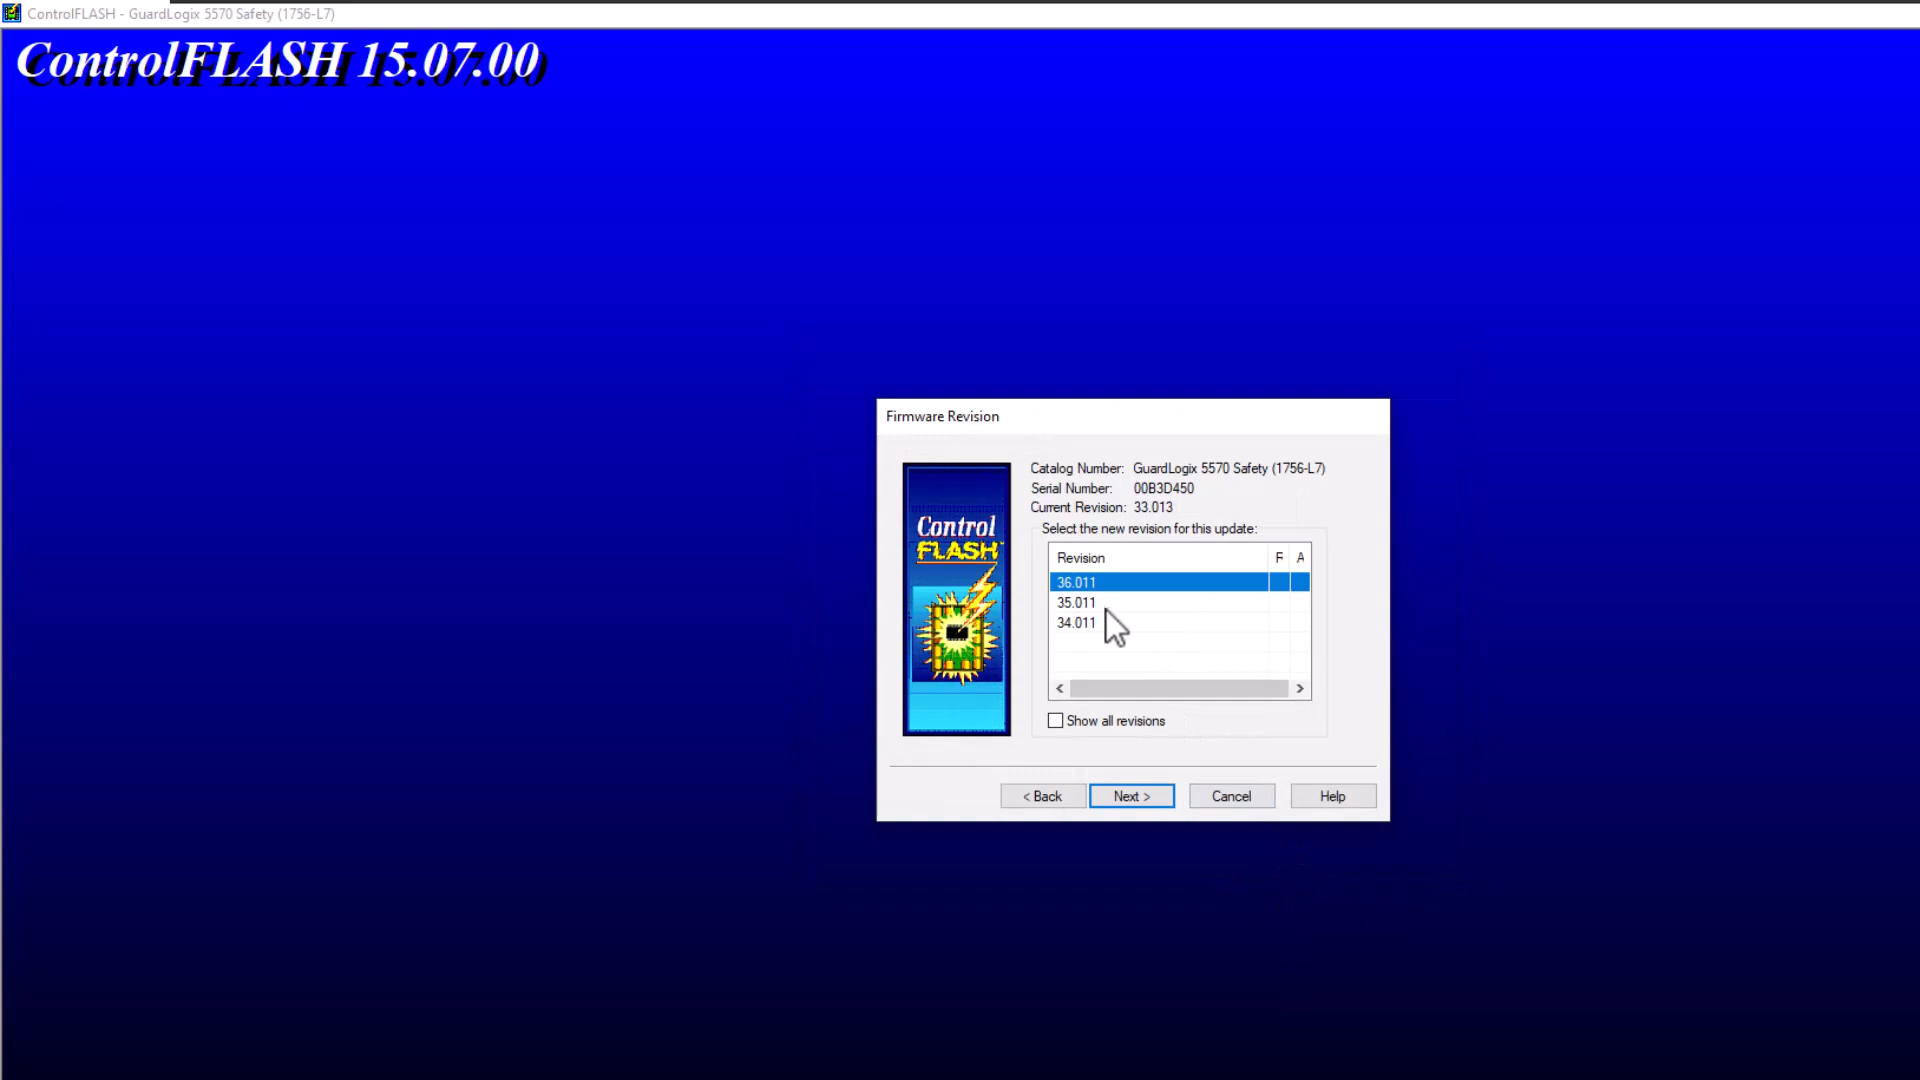 ControlFLASH - GuardLogix 5570 Safety (1756-L7)
ControlFLASH 15.07.00
Firmware Revision
Control
FLASH
Catalog Number: GuardLogix 5570 Safety (1756-L7)
Serial Number: 00B3D450
Current Revision: 33.013
Select the new revision for this update:
Revision F A
36.011
35.011
34.011
Show all revisions
< Back Next > Cancel Help